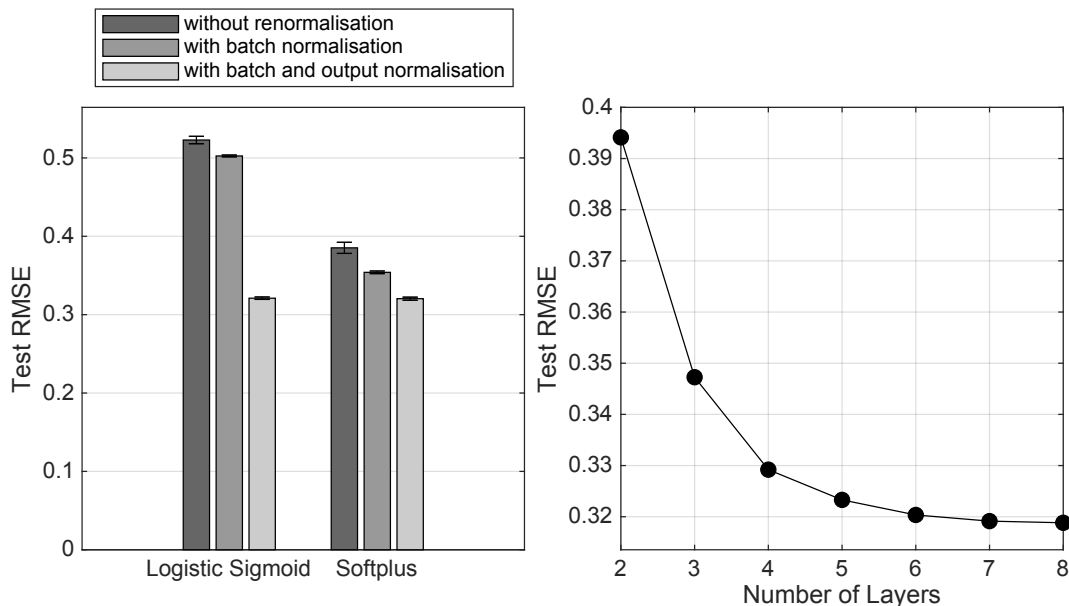 without renormalisation
with batch normalisation
with batch and output normalisation
Test RMSE
0.5
0.4
0.3
0.2
0.1
0
Logistic Sigmoid
Softplus
Test RMSE
0.4
0.39
0.38
0.37
0.36
0.35
0.34
0.33
0.32
2 3 4 5 6 7 8
Number of Layers